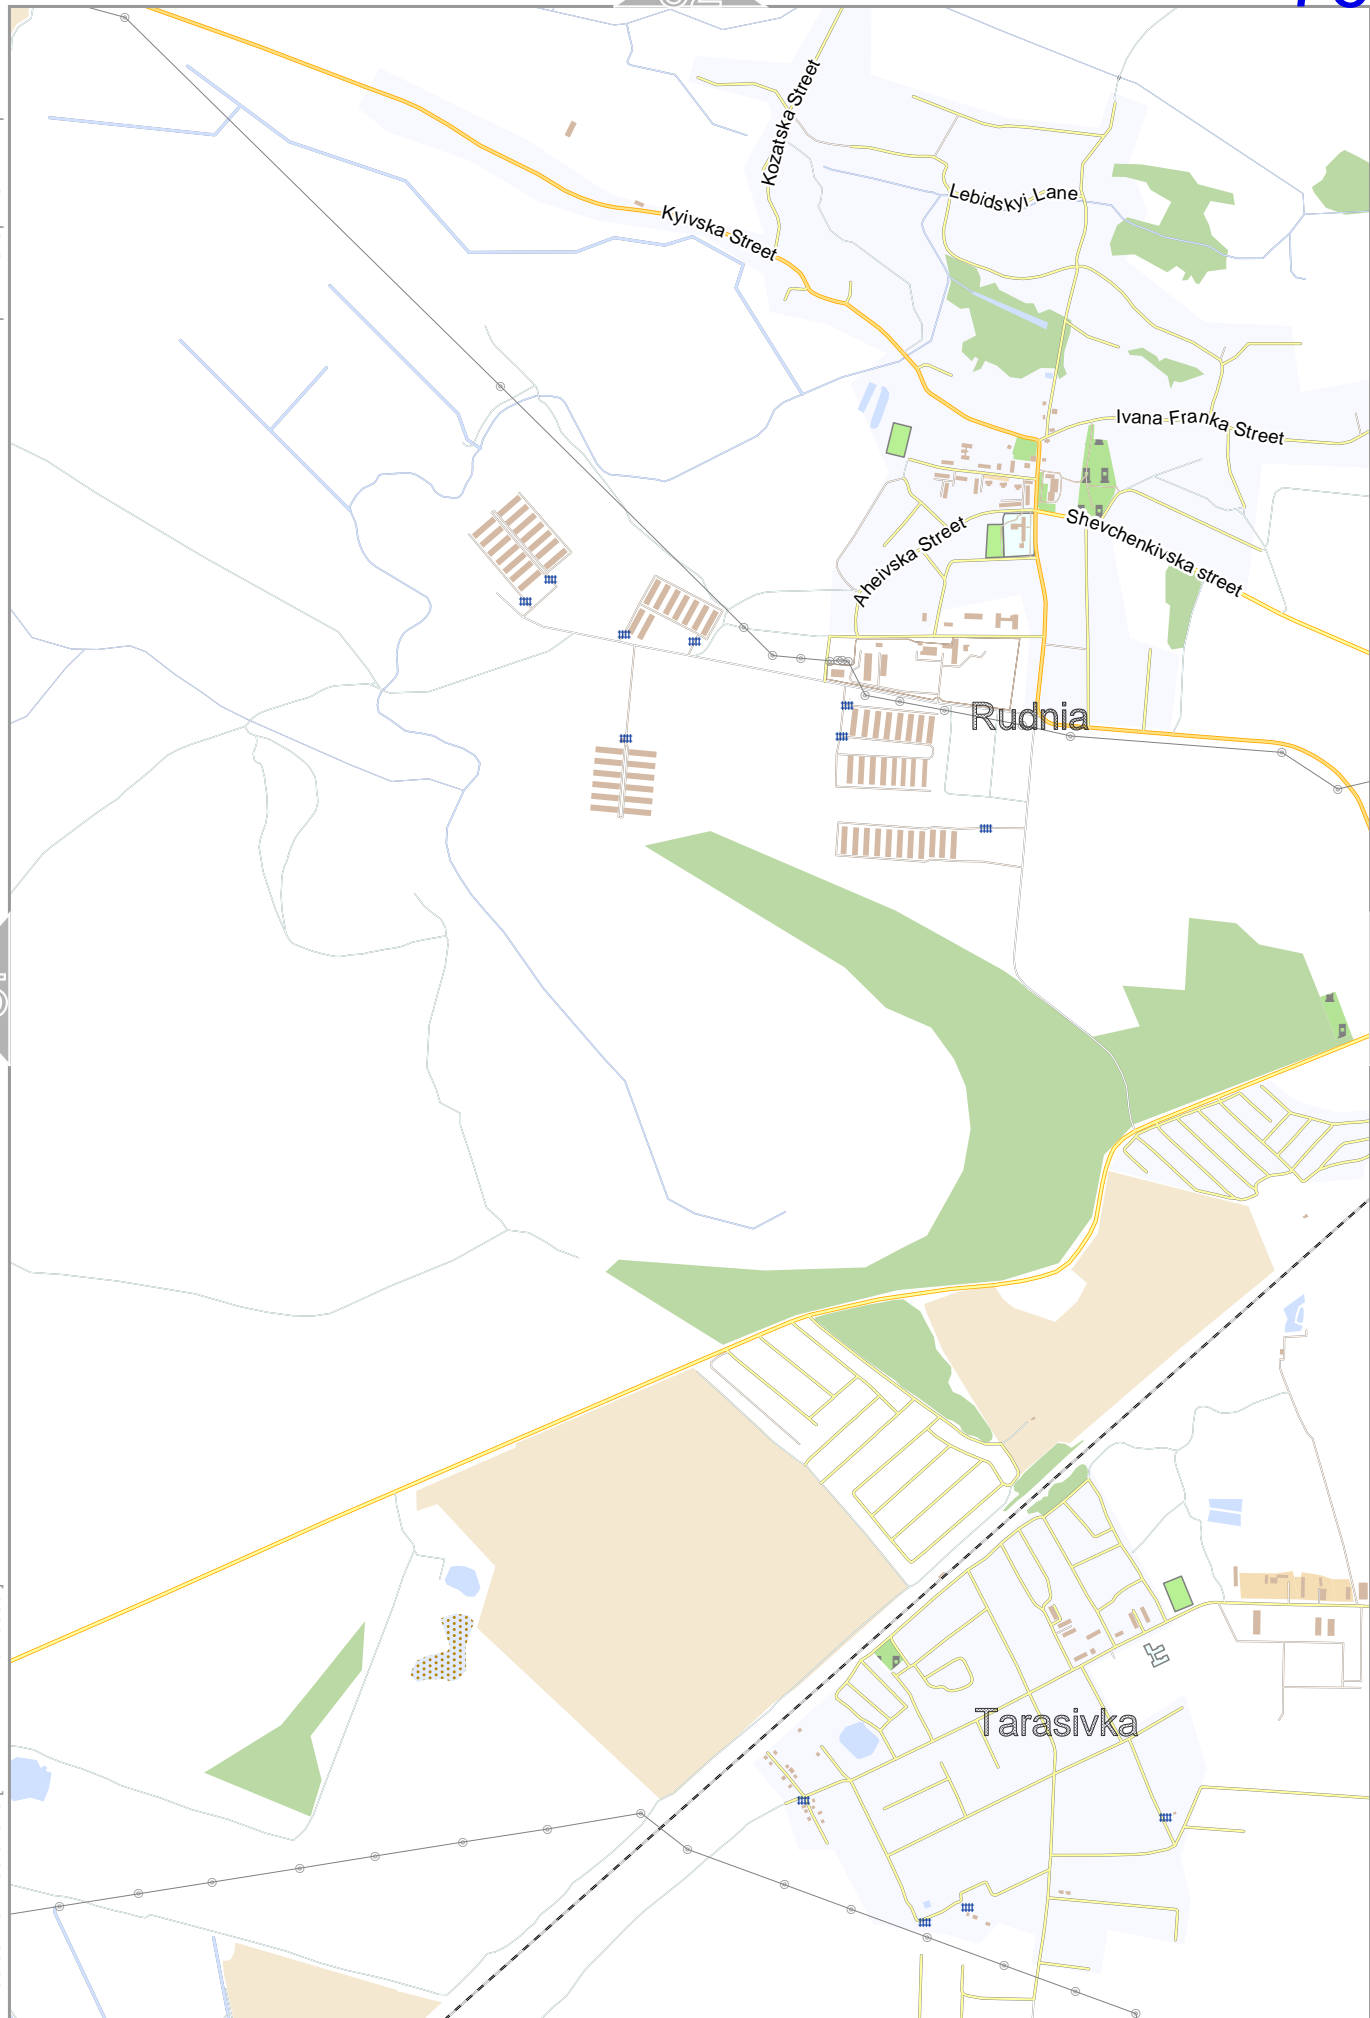 Kozatska Street
Lebidskyi Lane
Kyivska Street
Ivana Franka Street
Shevchenkivska street
Aheivska Street
Rudnia
Tarasivka